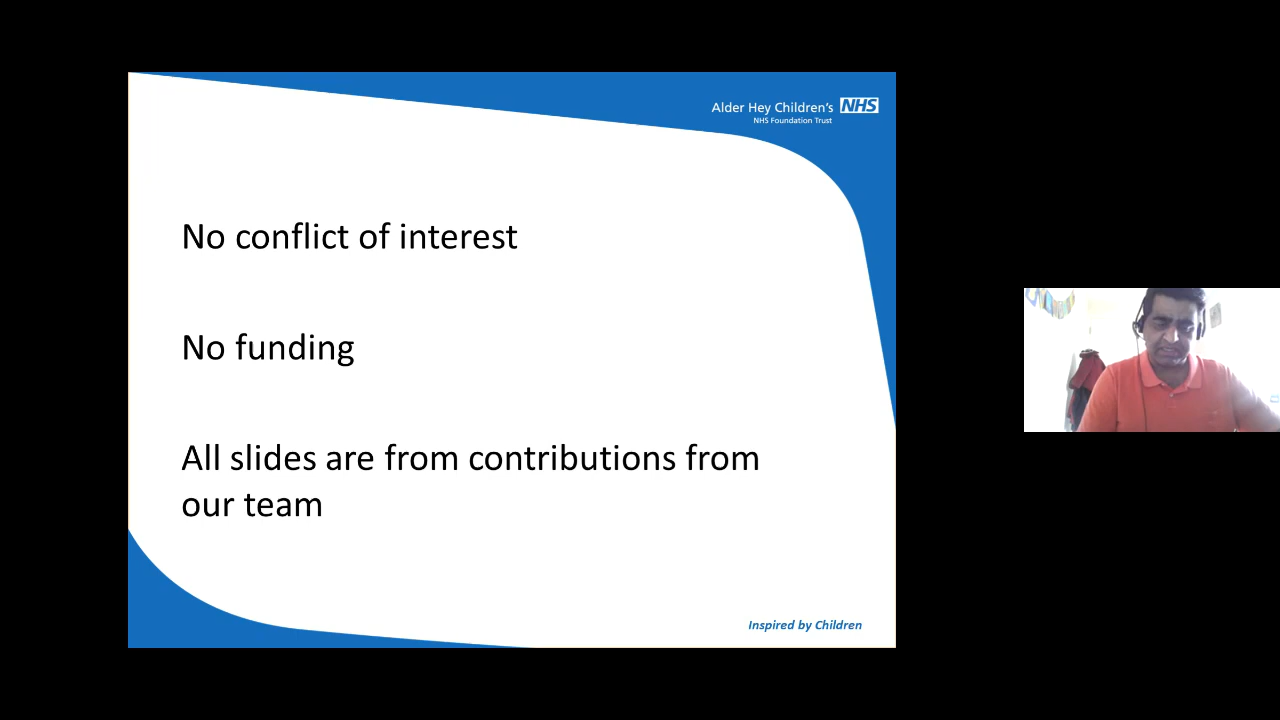 Alder Hey Children's NHS
NHS Foundation Trust
No conflict of interest
No funding
All slides are from contributions from
our team
Inspired by Children